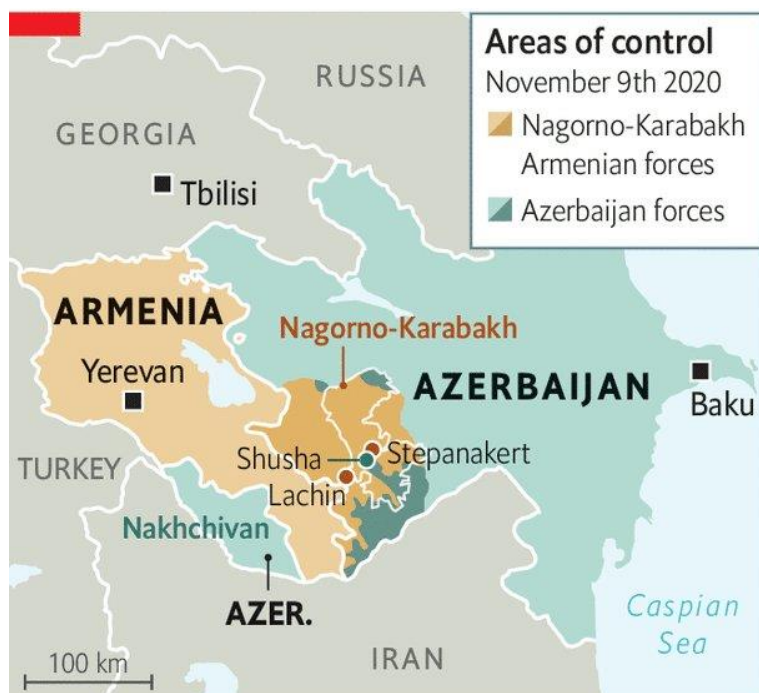 Areas of control
November 9th 2020
Nagorno-Karabakh
Armenian forces
Azerbaijan forces
RUSSIA
GEORGIA
Tbilisi
ARMENIA
Nagorno-Karabakh
Yerevan
AZERBAIJAN
Baku
Shusha
Stepanakert
Lachin
TURKEY
Nakhchivan
AZER.
Caspian
Sea
IRAN
100 km